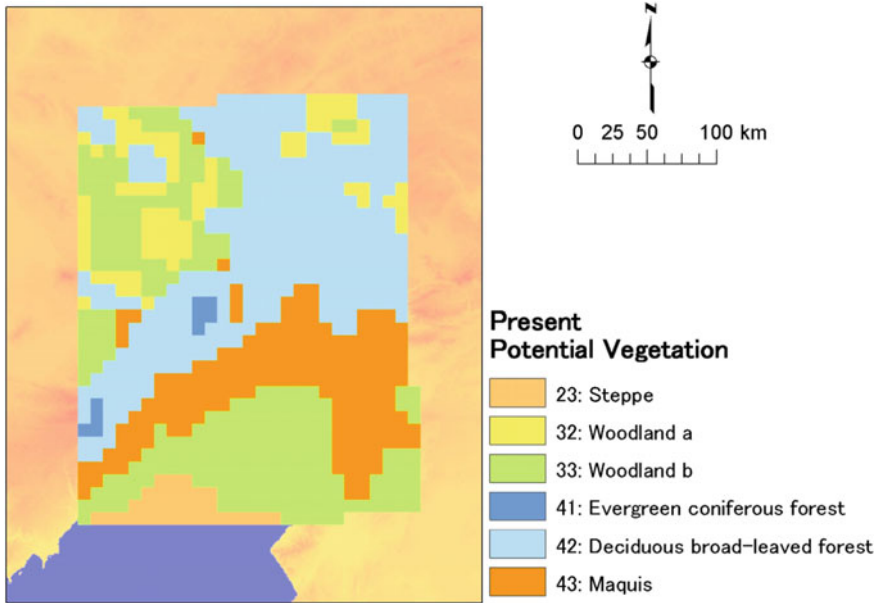 N
0 25 50 100 km
Present
Potential Vegetation
23: Steppe
32: Woodland a
33: Woodland b
41: Evergreen coniferous forest
42: Deciduous broad-leaved forest
43: Maquis